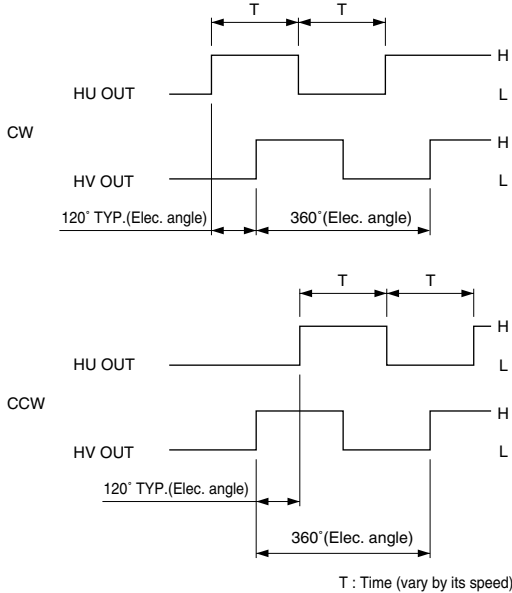 T T
H
HU OUT L
CW
H
HV OUT L
120° TYP.(Elec. angle) 360°(Elec. angle)
T T
H
HU OUT L
CCW
H
HV OUT L
120° TYP.(Elec. angle)
360°(Elec. angle)
T : Time (vary by its speed)